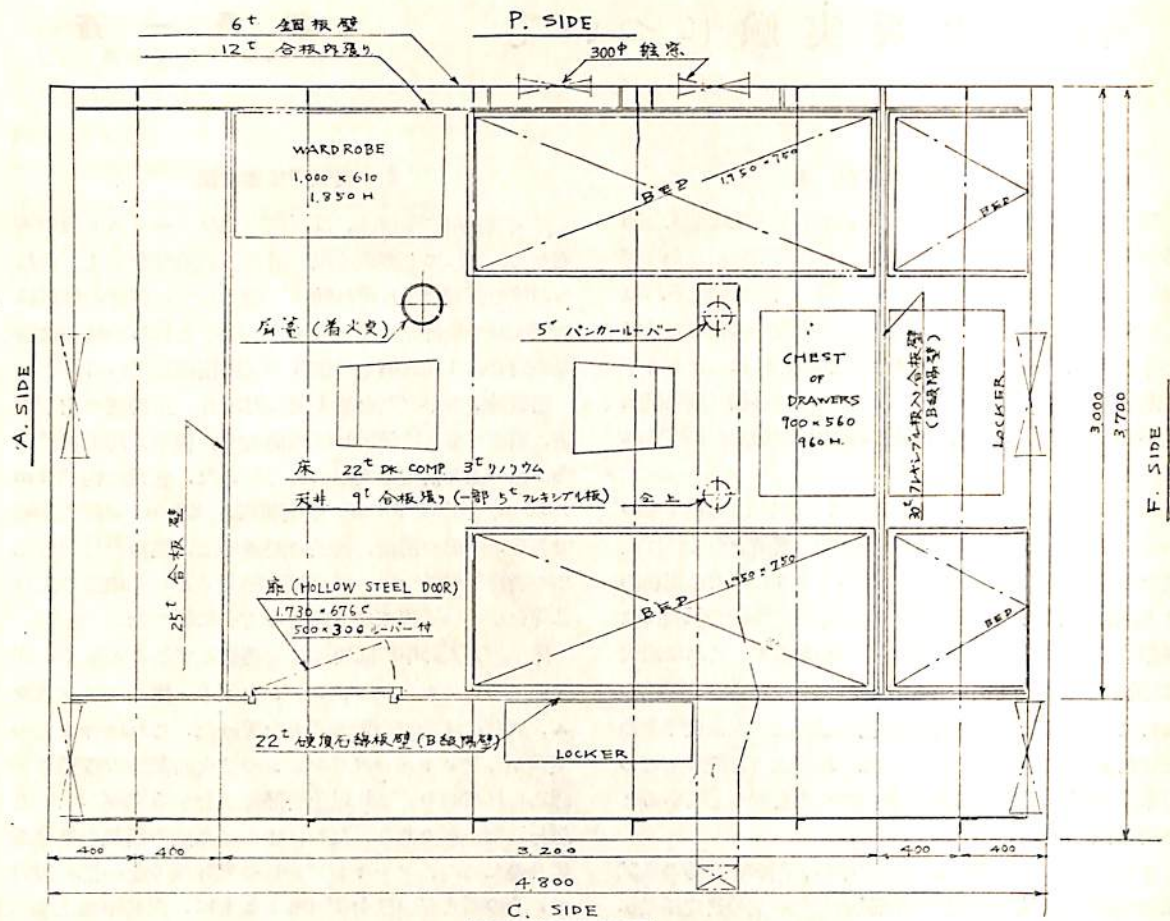 6ᵗ 鋼板壁
P. SIDE
12ᵗ 合板内張り
300φ 舷窓
WARDROBE
1,000 × 610
1,850 H
BED 1,950 × 750
BED
屑篭 (着火奌)
5" パンカールーバー
CHEST
OF
DRAWERS
900 × 560
960 H.
30ᵗ フレキシブル板入合板壁
(B級隔壁)
LOCKER
3,000
3,700
A. SIDE
F. SIDE
床 22ᵗ DK. COMP. 3ᵗ リノリウム
天井 9ᵗ 合板張り (一部 5ᵗ フレキシブル板)
仝上
25ᵗ 合板壁
扉 (HOLLOW STEEL DOOR)
1,730 × 676
500 × 300 ルーバー付
BED 1,950 × 750
BED
22ᵗ 硬質石綿板壁 (B級隔壁)
LOCKER
400
400
3,200
400
400
4,800
C. SIDE